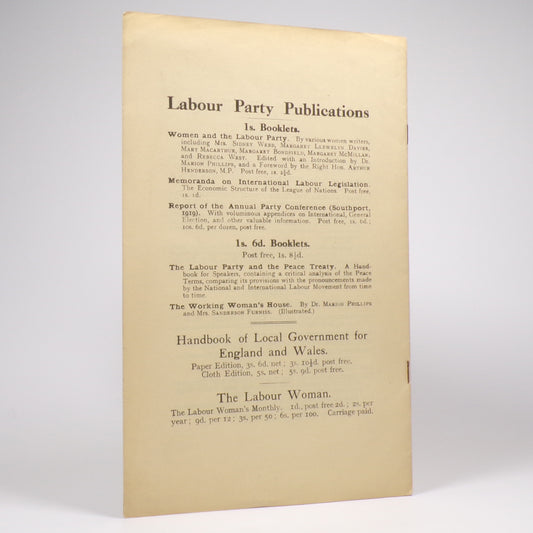 Labour Party Publications
1s. Booklets.
Women and the Labour Party. By various women writers,
including Mrs. Sidney Webb, Margaret Llewelyn Davies,
Mary Macarthur, Margaret Bondfield, Margaret McMillan,
and Rebecca West. Edited with an Introduction by Dr.
Marion Phillips, and a Foreword by the Right Hon. Arthur
Henderson, M.P. Post free, 1s. 1½d.
Memoranda on International Labour Legislation.
The Economic Structure of the League of Nations. Post free,
1s. 1d.
Report of the Annual Party Conference (Southport,
1919). With voluminous appendices on International, General
Election, and other valuable information. Post free, 1s. 6d.;
10s. 6d. per dozen, post free.
1s. 6d. Booklets.
Post free, 1s. 8½d.
The Labour Party and the Peace Treaty. A Hand-
book for Speakers, containing a critical analysis of the Peace
Terms, comparing its provisions with the pronouncements made
by the National and International Labour Movement from time
to time.
The Working Woman's House. By Dr. Marion Phillips
and Mrs. Sanderson Furniss. (Illustrated.)
Handbook of Local Government for
England and Wales.
Paper Edition, 3s. 6d. net; 3s. 10½d. post free.
Cloth Edition, 5s. net; 5s. 9d. post free.
The Labour Woman.
The Labour Woman's Monthly. 1d., post free 2d.; 2s. per
year; 9d. per 12; 3s. per 50; 6s. per 100. Carriage paid.